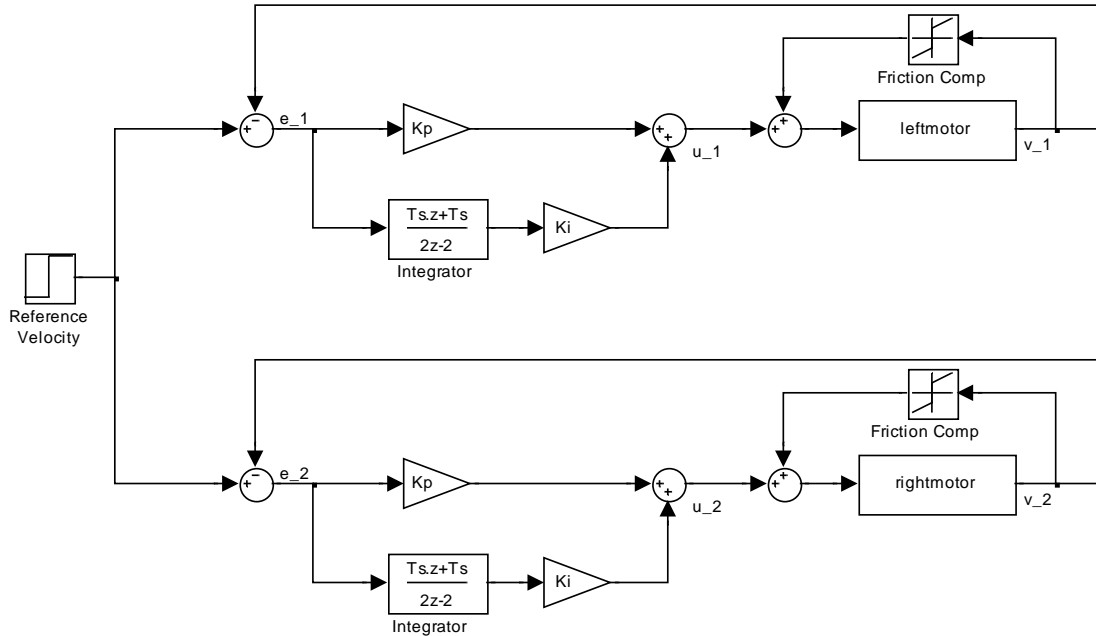 Friction Comp
e_1
Kp
+
−
+
+
+
+
leftmotor
u_1
v_1
Ts.z+Ts
2z-2
Ki
Integrator
Reference
Velocity
Friction Comp
e_2
Kp
+
−
+
+
+
+
rightmotor
u_2
v_2
Ts.z+Ts
2z-2
Ki
Integrator